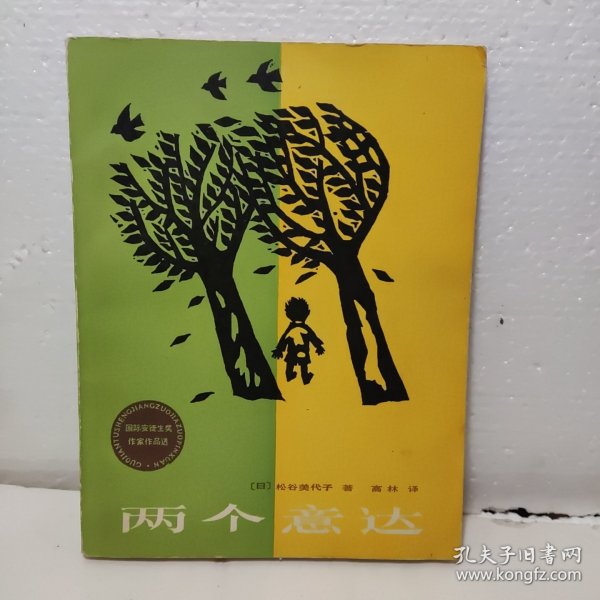 国际安徒生奖
作家作品选
GUOJIANTUSHENGJIANGZUOJIAZUOPINXUAN
〔日〕松谷美代子 著 高林 译
两个意达
孔夫子旧书网
www.kongfz.com